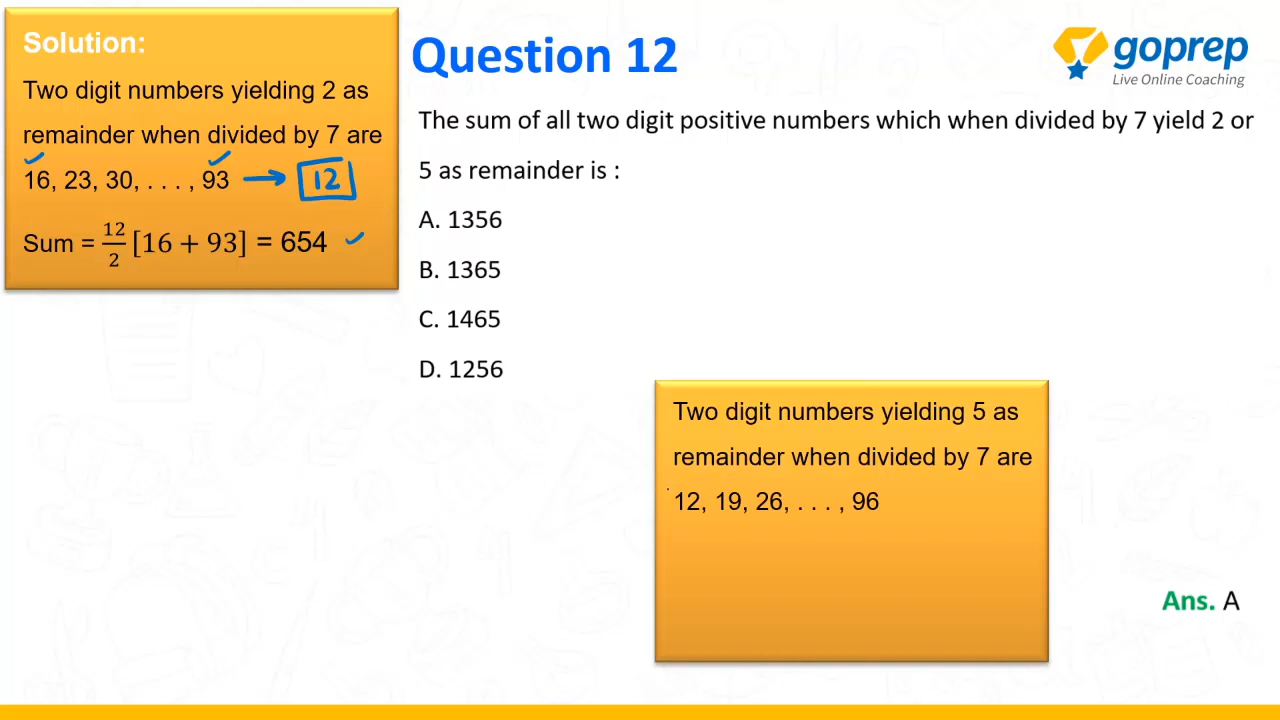 Solution:
Two digit numbers yielding 2 as
remainder when divided by 7 are
16, 23, 30, . . . , 93 → 12
Sum = 12/2 [16 + 93] = 654
Question 12
goprep
Live Online Coaching
The sum of all two digit positive numbers which when divided by 7 yield 2 or
5 as remainder is :
A. 1356
B. 1365
C. 1465
D. 1256
Two digit numbers yielding 5 as
remainder when divided by 7 are
12, 19, 26, . . . , 96
Ans. A